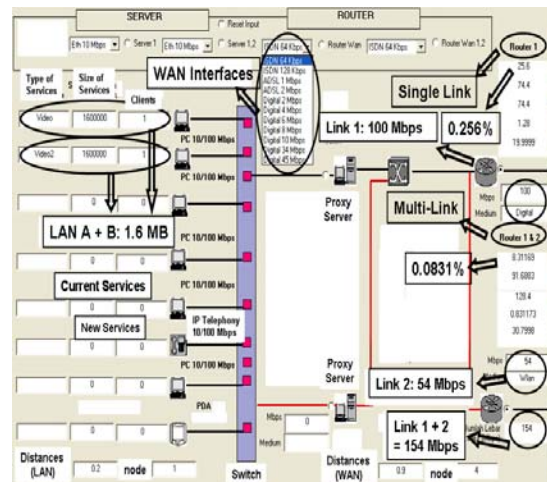 SERVER
Reset Input
ROUTER
Eth 10 Mbps
Server 1
Eth 10 Mbps
Server 1,2
ISDN 64 Kbps
Router Wan
ISDN 64 Kbps
Router Wan 1,2
ISDN 64 Kbps
ISDN 128 Kbps
ADSL 1 Mbps
ADSL 2 Mbps
Digital 2 Mbps
Digital 4 Mbps
Digital 6 Mbps
Digital 8 Mbps
Digital 10 Mbps
Digital 34 Mbps
Digital 45 Mbps
Router 1
Type of Services
Size of Services
Clients
WAN Interfaces
Single Link
25.6
74.4
74.4
1.28
19.9999
Video
1600000
1
Link 1: 100 Mbps
0.256%
PC 10/100 Mbps
Video2
1600000
1
PC 10/100 Mbps
Mbps
100
Medium
Digital
0
0
Proxy Server
Multi-Link
Router 1 & 2
LAN A + B: 1.6 MB
PC 10/100 Mbps
0.0831%
8.31169
91.6883
128.4
0.831173
30.7998
0
PC 10/100 Mbps
Current Services
New Services
IP Telephony
10/100 Mbps
0
0
PC 10/100 Mbps
Proxy Server
Link 2: 54 Mbps
Mbps
54
Wlan
0
0
PDA
Mbps
0
Medium
Link 1 + 2
= 154 Mbps
154
0
0
Distances (LAN)
0.2
node
1
Switch
Distances (WAN)
0.9
node
4